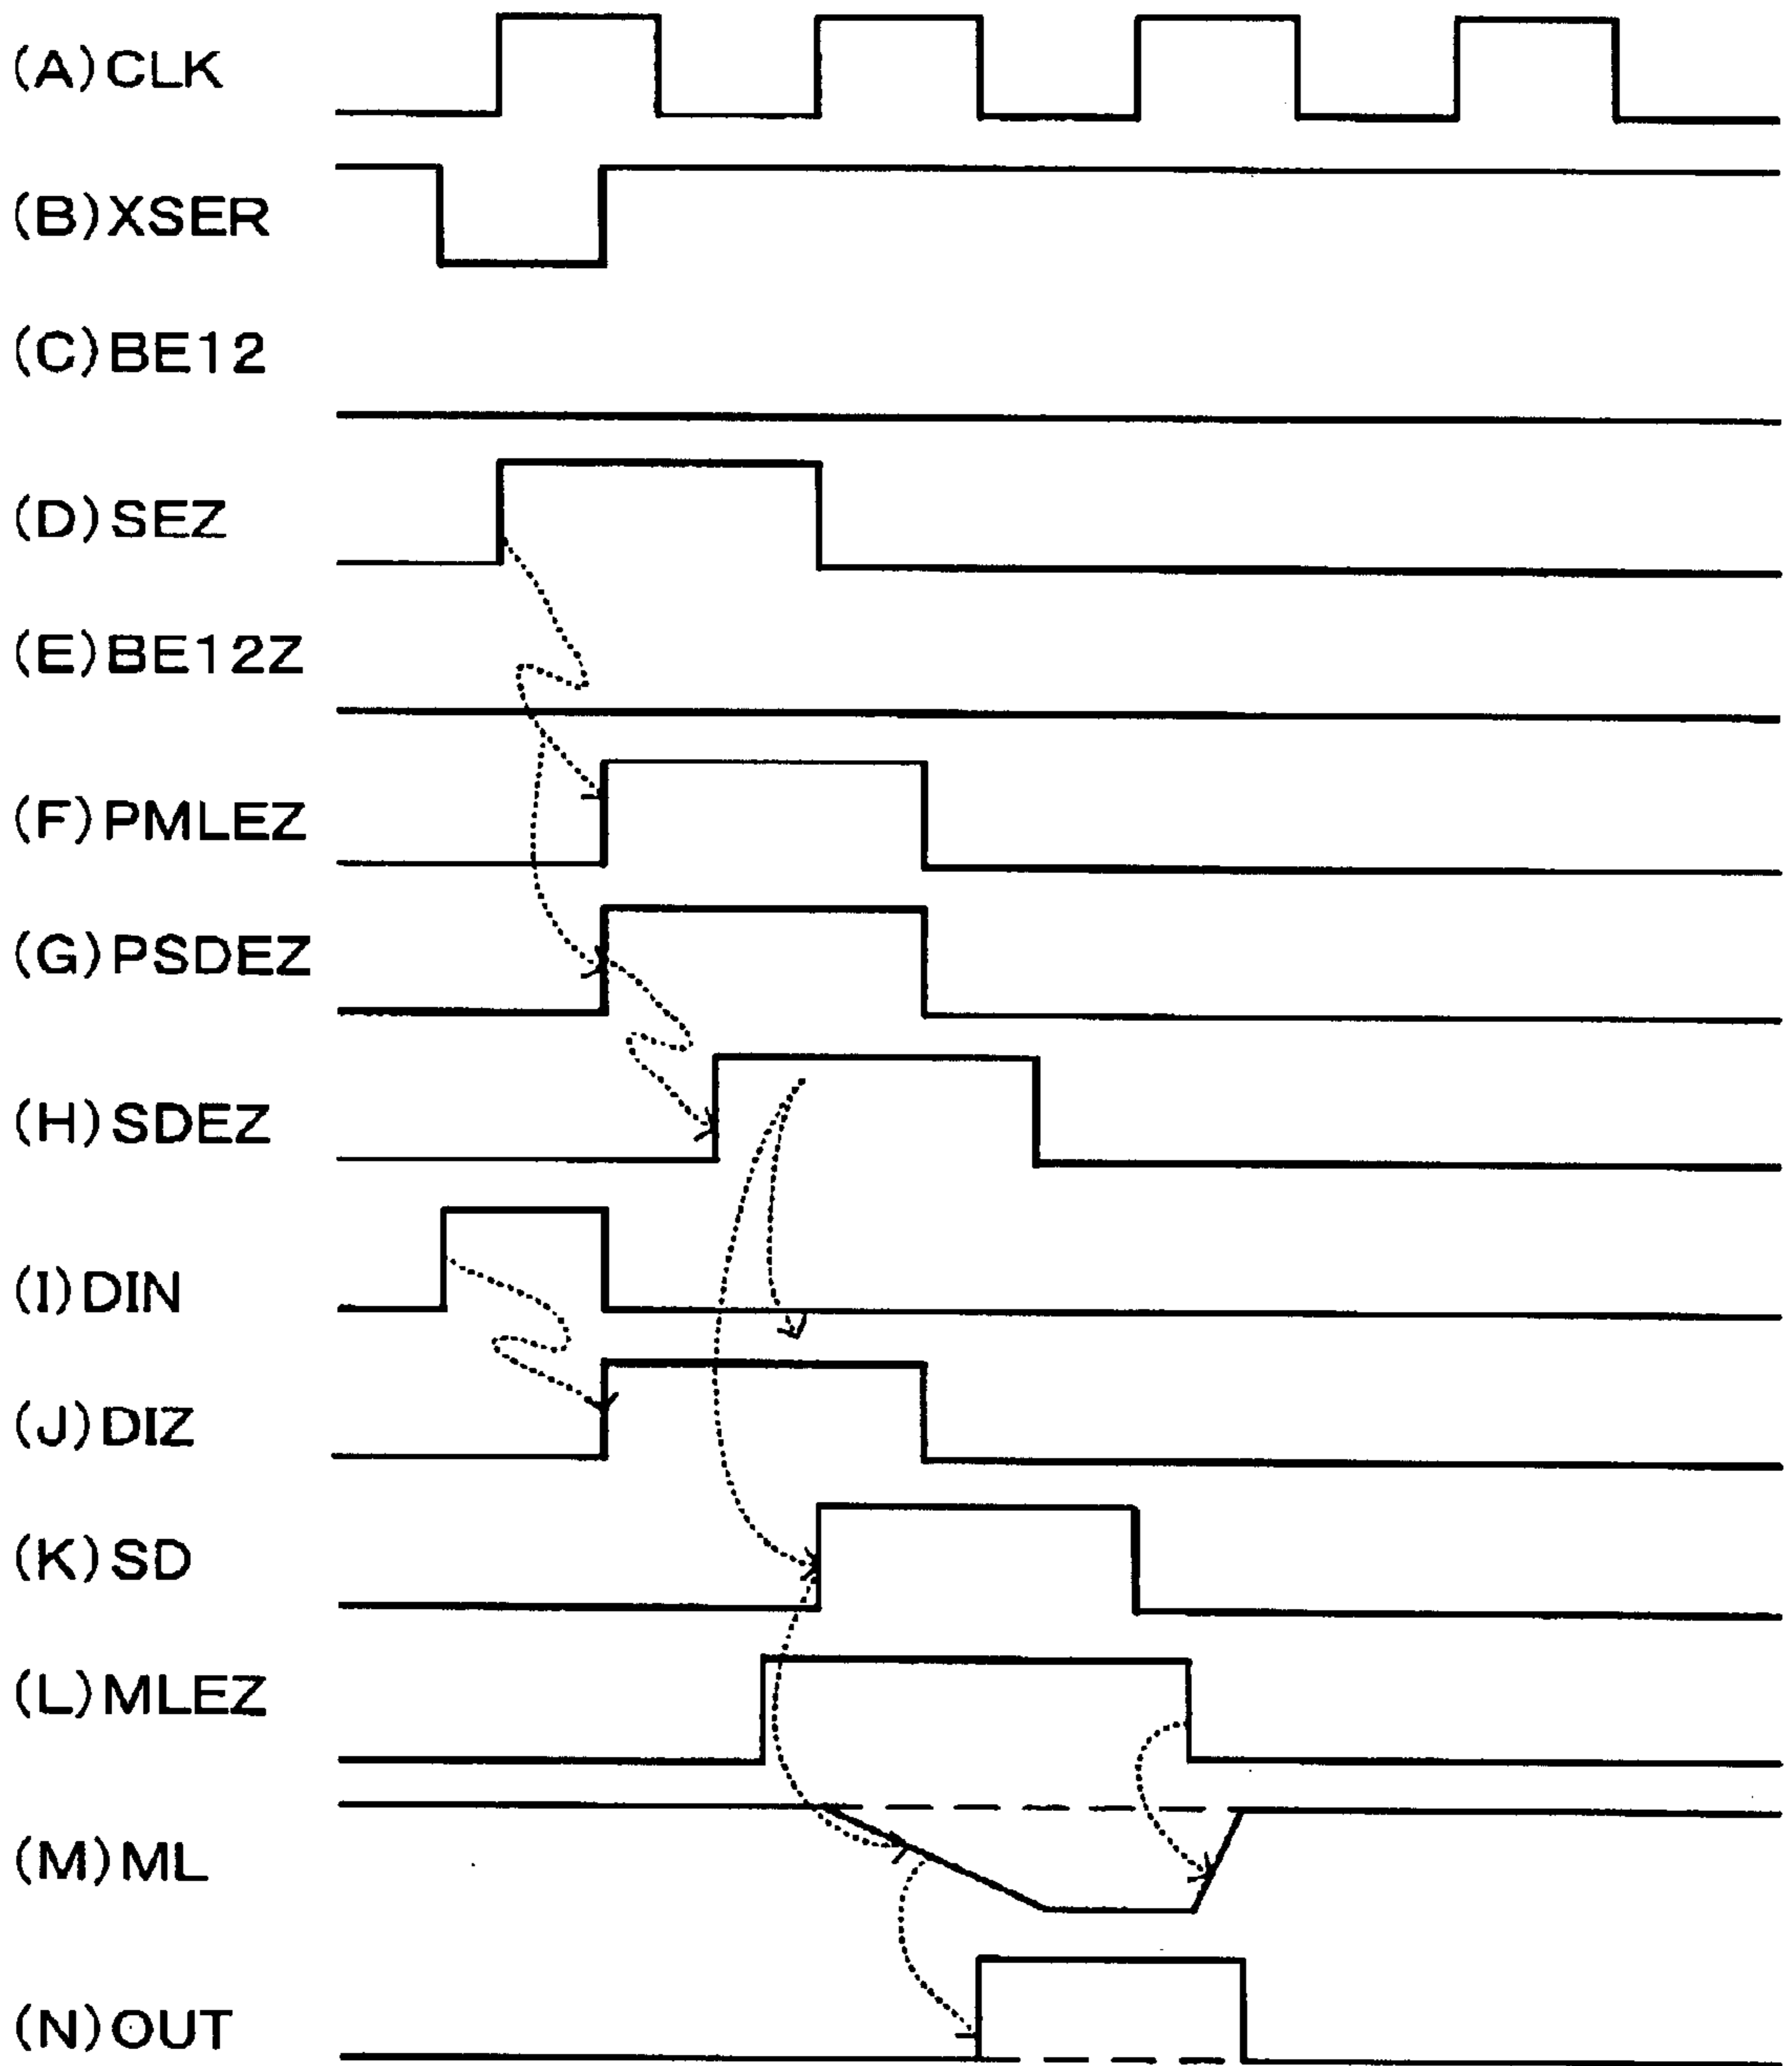 (A)CLK
(B)XSER
(C)BE12
(D)SEZ
(E)BE12Z
(F)PMLEZ
(G)PSDEZ
(H)SDEZ
(I)DIN
(J)DIZ
(K)SD
(L)MLEZ
(M)ML
(N)OUT